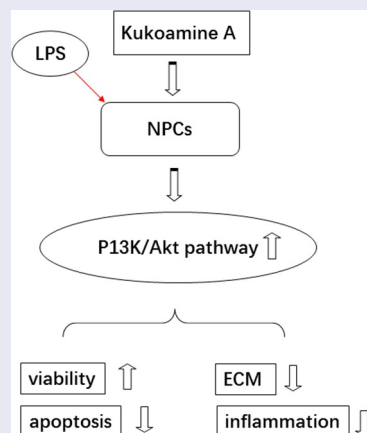 Kukoamine A
LPS
NPCs
P13K/Akt pathway
viability
ECM
apoptosis
inflammation